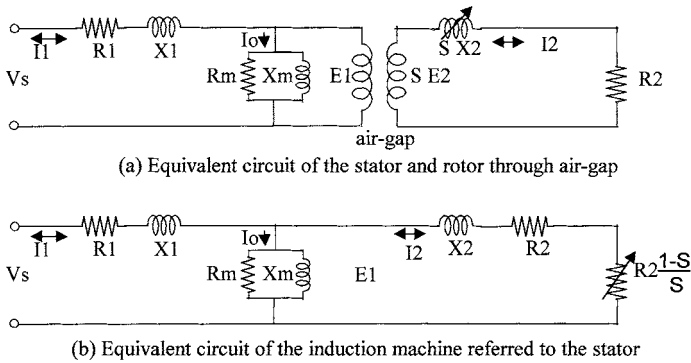 I1 R1 X1 Io S X2 I2
Vs Rm Xm E1 S E2 R2
air-gap
(a) Equivalent circuit of the stator and rotor through air-gap
I1 R1 X1 Io I2 X2 R2
Vs Rm Xm E1 R2 1-S
S
(b) Equivalent circuit of the induction machine referred to the stator